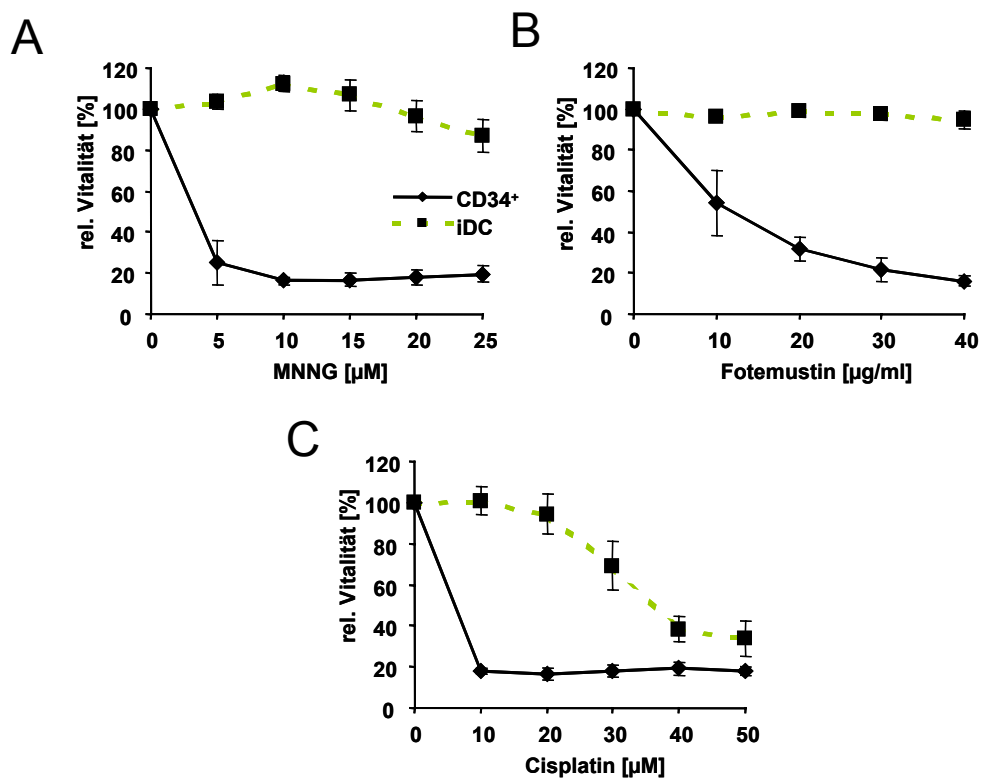 A
rel. Vitalität [%]
120
100
80
60
40
20
0
0 5 10 15 20 25
MNNG [µM]
CD34⁺
iDC
B
rel. Vitalität [%]
120
100
80
60
40
20
0
0 10 20 30 40
Fotemustin [µg/ml]
C
rel. Vitalität [%]
120
100
80
60
40
20
0
0 10 20 30 40 50
Cisplatin [µM]